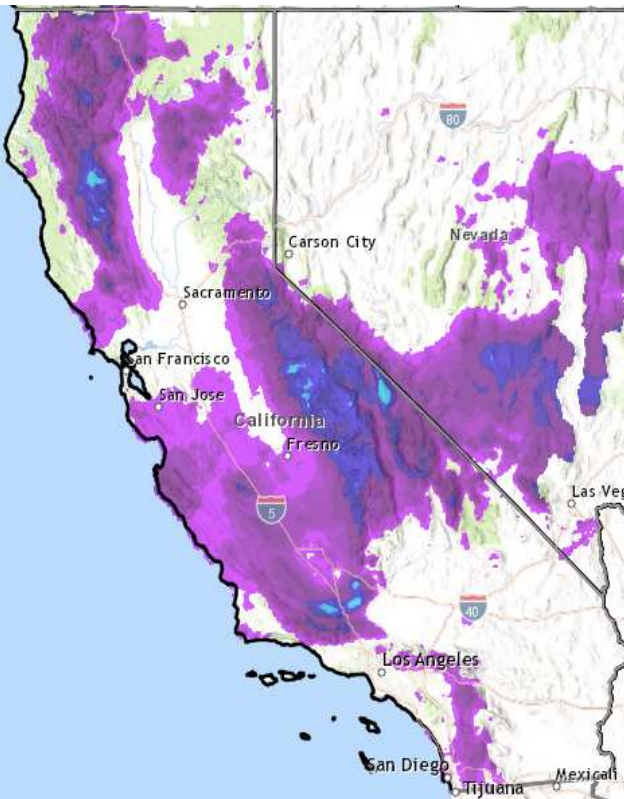 80
Carson City
Nevada
Sacramento
San Francisco
San Jose
California
Fresno
5
Las Veg
40
Los Angeles
San Diego
Mexicali
Tijuana